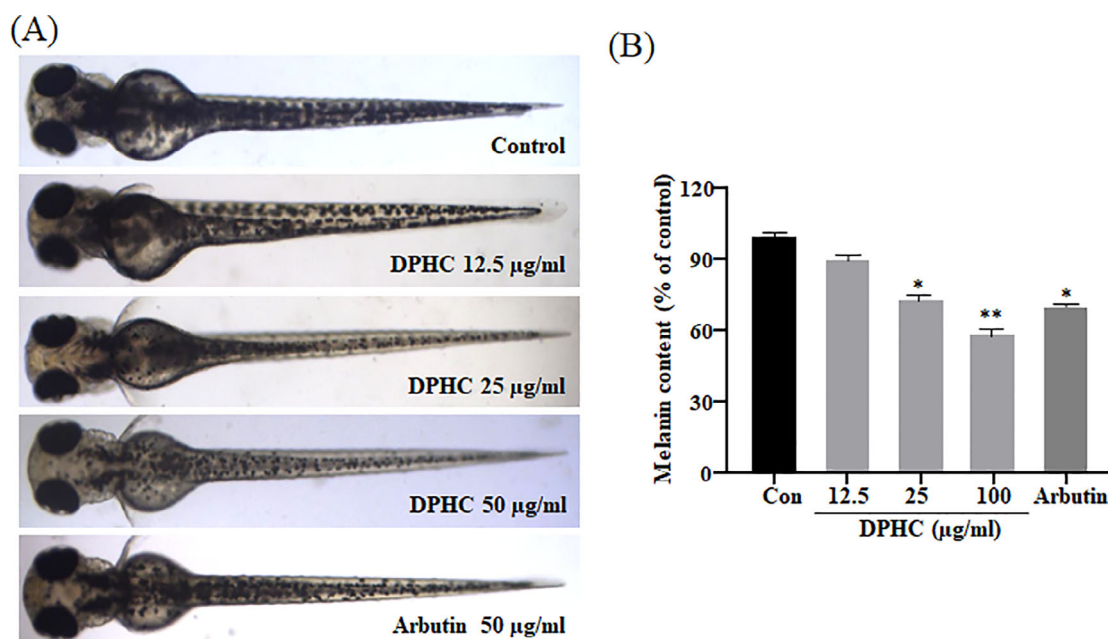 (A)
Control
DPHC 12.5 µg/ml
DPHC 25 µg/ml
DPHC 50 µg/ml
Arbutin 50 µg/ml
(B)
Melanin content (% of control)
120
90
60
30
0
*
**
*
Con 12.5 25 100 Arbutin
DPHC (µg/ml)